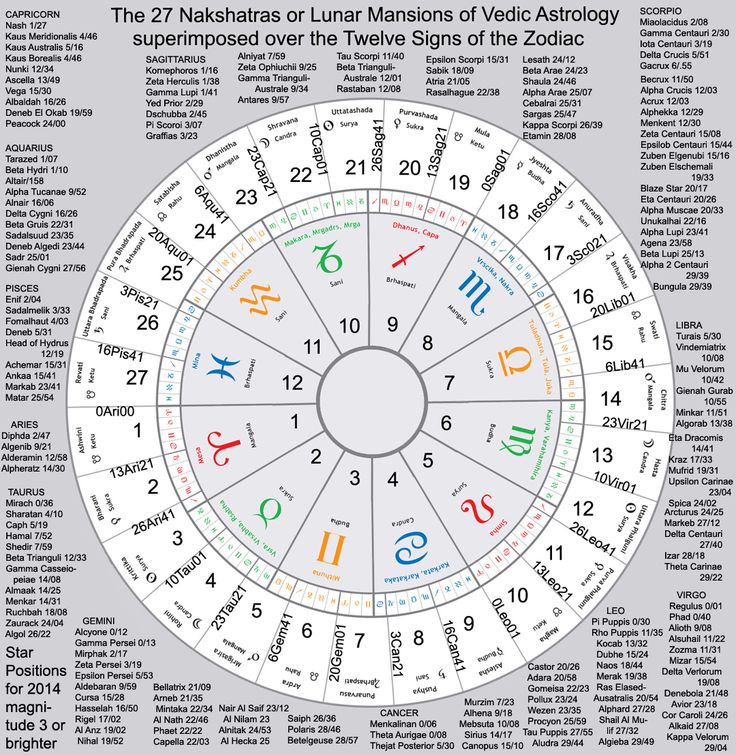 The 27 Nakshatras or Lunar Mansions of Vedic Astrology
superimposed over the Twelve Signs of the Zodiac
CAPRICORN
Nash 1/27
Kaus Meridionalis 4/46
Kaus Australis 5/16
Kaus Borealis 4/46
Nunki 12/34
Ascella 13/49
Vega 15/30
Albaldah 16/26
Deneb El Okab 19/59
Peacock 24/00
AQUARIUS
Tarazed 1/07
Beta Hydri 1/10
Altair/158
Alpha Tucanae 9/52
Alnair 16/06
Delta Cygni 16/26
Beta Gruis 22/31
Sadalsuud 23/35
Deneb Algedi 23/44
Sadr 25/01
Gienah Cygni 27/56
PISCES
Enif 2/04
Sadalmelik 3/33
Fomalhaut 4/03
Deneb 5/31
Head of Hydrus
12/19
Achemar 15/31
Ankaa 15/41
Markab 23/41
Matar 25/54
ARIES
Diphda 2/47
Algenib 9/21
Alderamin 12/58
Alpheratz 14/30
TAURUS
Mirach 0/36
Sharatan 4/10
Caph 5/19
Hamal 7/52
Shedir 7/59
Beta Trianguli 12/33
Gamma Casseio-
peiae 14/08
Almaak 14/25
Menkar 14/31
Ruchbah 18/08
Zaurack 24/04
Algol 26/22
GEMINI
Alcyone 0/12
Gamma Persei 0/13
Mirphak 2/17
Zeta Persei 3/19
Epsilon Persei 5/53
Aldebaran 9/59
Cursa 15/28
Hasselah 16/50
Rigel 17/02
Al Anz 19/02
Nihal 19/52
Bellatrix 21/09
Arneb 21/35
Mintaka 22/34
Al Nath 22/46
Phaet 22/22
Capella 22/03
Nair Al Saif 23/12
Al Nilam 23
Alnitak 24/53
Al Hecka 25
Saiph 26/36
Polaris 28/46
Betelgeuse 28/57
CANCER
Menkalinan 0/06
Theta Aurigae 0/08
Thejat Posterior 5/30
Murzim 7/23
Alhena 9/18
Mebsuta 10/08
Sirius 14/17
Canopus 15/10
Castor 20/26
Adara 20/58
Gomeisa 22/23
Pollux 23/24
Wezen 23/35
Procyon 25/59
Tau Puppis 27/55
Aludra 29/44
LEO
Pi Puppis 0/30
Rho Puppis 11/35
Kocab 13/32
Dubhe 15/24
Naos 18/44
Merak 19/38
Ras Elased-
Ausatralis 20/54
Alphard 27/28
Shail Al Mu-
lif 27/32
Algieba 29/49
VIRGO
Regulus 0/01
Phad 0/40
Alioth 9/08
Alsuhail 11/22
Zozma 11/31
Mizar 15/54
Delta Verlorum
19/08
Denebola 21/48
Avior 23/18
Cor Caroli 24/26
Alkaid 27/08
Kappa Velorum
29/04
LIBRA
Turais 5/30
Vindemiatrix
10/08
Mu Velorum
10/42
Gienah Gurab
10/55
Minkar 11/51
Algorab 13/38
Eta Dracomis
14/41
Kraz 17/33
Mufrid 19/31
Upsilon Carinae
23/04
Spica 24/02
Arcturus 24/25
Markeb 27/12
Delta Centauri
27/40
Izar 28/18
Theta Carinae
29/22
SCORPIO
Miaolacidus 2/08
Gamma Centauri 2/30
Iota Centauri 3/19
Delta Crucis 5/51
Gacrux 6/.55
Becrux 11/50
Alpha Crucis 12/03
Acrux 12/03
Alphekka 12/29
Menkent 12/30
Zeta Centauri 15/08
Epsilob Centauri 15/44
Zuben Elgenubi 15/16
Zuben Elschemali
19/33
Blaze Star 20/17
Eta Centauri 20/26
Alpha Muscae 20/33
Unukalhai 22/16
Alpha Lupi 23/41
Agena 23/58
Beta Lupi 25/13
Alpha 2 Centauri
29/39
Bungula 29/39
SAGITTARIUS
Kornephoros 1/16
Zeta Herculis 1/38
Gamma Lupi 1/41
Yed Prior 2/29
Dschubba 2/45
Pi Scoroi 3/07
Graffias 3/23
Alniyat 7/59
Zeta Ophiuchii 9/25
Gamma Trianguli-
Australe 9/34
Antares 9/57
Tau Scorpi 11/40
Beta Trianguli-
Australe 12/01
Rastaban 12/08
Epsilon Scorpi 15/31
Sabik 18/09
Atria 21/05
Rasalhague 22/38
Lesath 24/12
Beta Arae 24/23
Shaula 24/46
Alpha Arae 25/07
Cebalrai 25/31
Sargas 25/47
Kappa Scorpi 26/39
Etamin 28/08
Star
Positions
for 2014
magni-
tude 3 or
brighter
Ashwini
Ketu
1
0Ari00
Bharani
Sukra
2
13Ari21
Krittika
Surya
3
26Ari41
Rohini
Candra
4
10Tau01
Mrigasira
Mangala
5
23Tau21
Ardra
Rahu
6
6Gem41
Punarvasu
Brhaspati
7
20Gem01
Pushya
Sani
8
3Can21
Aslesha
Budha
9
16Can41
Magha
Ketu
10
0Leo01
Purva Phalguni
Sukra
11
13Leo21
Uttara Phalguni
Surya
12
26Leo41
Hasta
Candra
13
10Vir01
Chitra
Mangala
14
23Vir21
Swati
Rahu
15
6Lib41
Visakha
Brhaspati
16
20Lib01
Anuradha
Sani
17
3Sco21
Jyeshta
Budha
18
16Sco41
Mula
Ketu
19
0Sag01
Purvashada
Sukra
20
13Sag21
Uttatashada
Surya
21
26Sag41
Shravana
Candra
22
10Cap01
Dhanistha
Mangala
23
23Cap21
Satabisha
Rahu
24
6Aqu41
Pura Bhadrapada
Brhaspati
25
20Aqu01
Uttara Bhadrapada
Sani
26
3Pis21
Revati
Ketu
27
16Pis41
Mesa
Mangala
1
Vsra, Vrsabha, Rsabha
Sukra
2
Mithuna
Budha
3
Karkata, Karkataka
Candra
4
Simha
Surya
5
Kanya, Varahamihira
Budha
6
Tuladhara, Tula, Juka
Sukra
7
Vrscika, Nakra
Mangala
8
Dhanus, Capa
Brhaspati
9
Makara, Mrgadrs, Mrga
Sani
10
Kumbha
Sani
11
Mina
Brhaspati
12